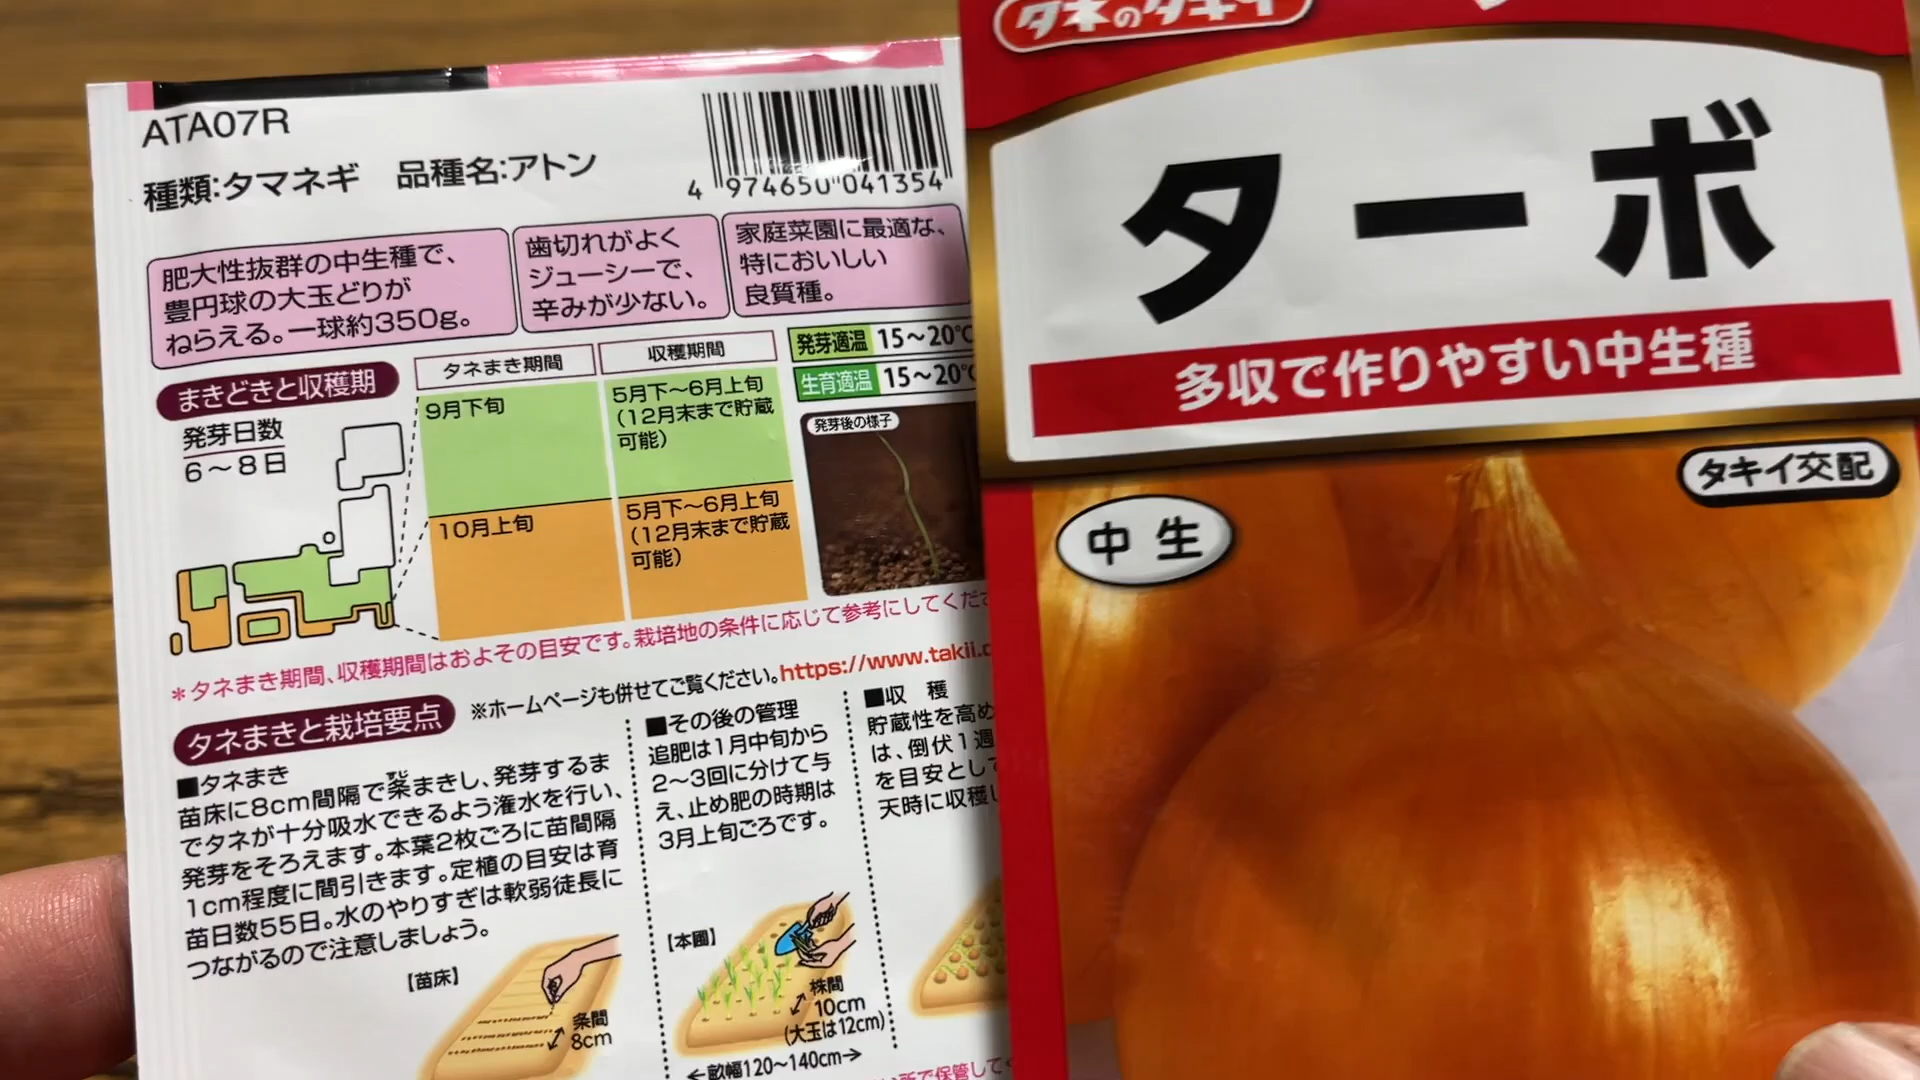 ATA07R
種類:タマネギ 品種名:アトン
4 974650 041354
肥大性抜群の中生種で、
豊円球の大玉どりが
ねらえる。一球約350g。
歯切れがよく
ジューシーで、
辛みが少ない。
家庭菜園に最適な、
特においしい
良質種。
まきどきと収穫期
発芽日数
6〜8日
タネまき期間
収穫期間
9月下旬
5月下〜6月上旬
(12月末まで貯蔵
可能)
10月上旬
5月下〜6月上旬
(12月末まで貯蔵
可能)
発芽適温 15〜20℃
生育適温 15〜20℃
発芽後の様子
*タネまき期間、収穫期間はおよその目安です。栽培地の条件に応じて参考にしてくだ
タネまきと栽培要点
※ホームページも併せてご覧ください。https://www.takii.c
■タネまき
苗床に8cm間隔で条まきし、発芽するま
でタネが十分吸水できるよう潅水を行い、
発芽をそろえます。本葉2枚ごろに苗間隔
1cm程度に間引きます。定植の目安は育
苗日数55日。水のやりすぎは軟弱徒長に
つながるので注意しましょう。
【苗床】
条間
8cm
■その後の管理
追肥は1月中旬から
2〜3回に分けて与
え、止め肥の時期は
3月上旬ごろです。
【本圃】
株間
10cm
(大玉は12cm)
←畝幅120〜140cm→
■収 穫
貯蔵性を高め
は、倒伏1週
を目安として
天時に収穫し
所で保管して
タネのタキイ
ターボ
多収で作りやすい中生種
タキイ交配
中生